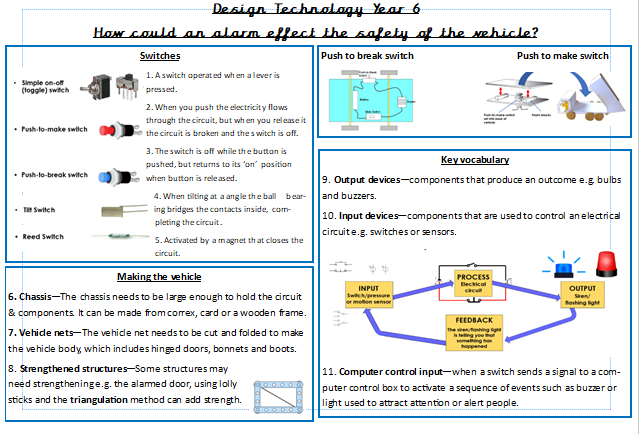 Design Technology Year 6
How could an alarm effect the safety of the vehicle?
Switches
• Simple on-off
(toggle) switch
• Push-to-make switch
• Push-to-break switch
• Tilt Switch
• Reed Switch
1. A switch operated when a lever is
pressed.
2. When you push the electricity flows
through the circuit, but when you release it
the circuit is broken and the switch is off.
3. The switch is off while the button is
pushed, but returns to its 'on' position
when button is released.
4. When tilting at a angle the ball bear-
ing bridges the contacts inside, com-
pleting the circuit.
5. Activated by a magnet that closes the
circuit.
Making the vehicle
6. Chassis—The chassis needs to be large enough to hold the circuit
& components. It can be made from correx, card or a wooden frame.
7. Vehicle nets—The vehicle net needs to be cut and folded to make
the vehicle body, which includes hinged doors, bonnets and boots.
8. Strengthened structures—Some structures may
need strengthening e.g. the alarmed door, using lolly
sticks and the triangulation method can add strength.
Push to break switch
Push to make switch
Key vocabulary
9. Output devices—components that produce an outcome e.g. bulbs
and buzzers.
10. Input devices—components that are used to control an electrical
circuit e.g. switches or sensors.
INPUT
Switch/pressure
or motion sensor
PROCESS
Electrical
circuit
OUTPUT
Siren/
flashing light
FEEDBACK
The siren/flashing light
is telling you that
something has
happened
11. Computer control input—when a switch sends a signal to a com-
puter control box to activate a sequence of events such as buzzer or
light used to attract attention or alert people.